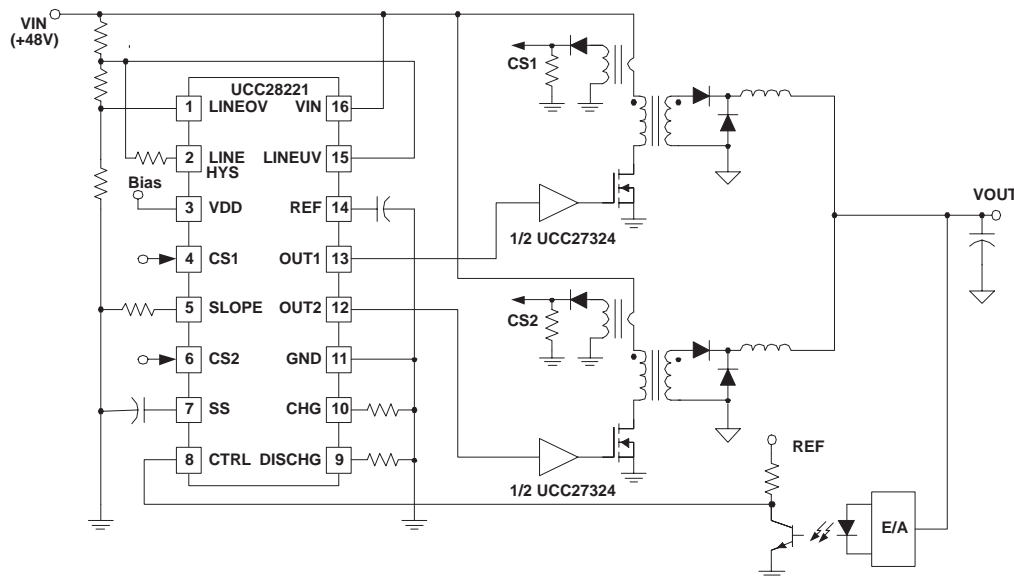 VIN
(+48V)
UCC28221
1 LINEOV VIN 16
2 LINE HYS LINEUV 15
Bias
3 VDD REF 14
4 CS1 OUT1 13
5 SLOPE OUT2 12
6 CS2 GND 11
7 SS CHG 10
8 CTRL DISCHG 9
CS1
1/2 UCC27324
CS2
1/2 UCC27324
VOUT
REF
E/A